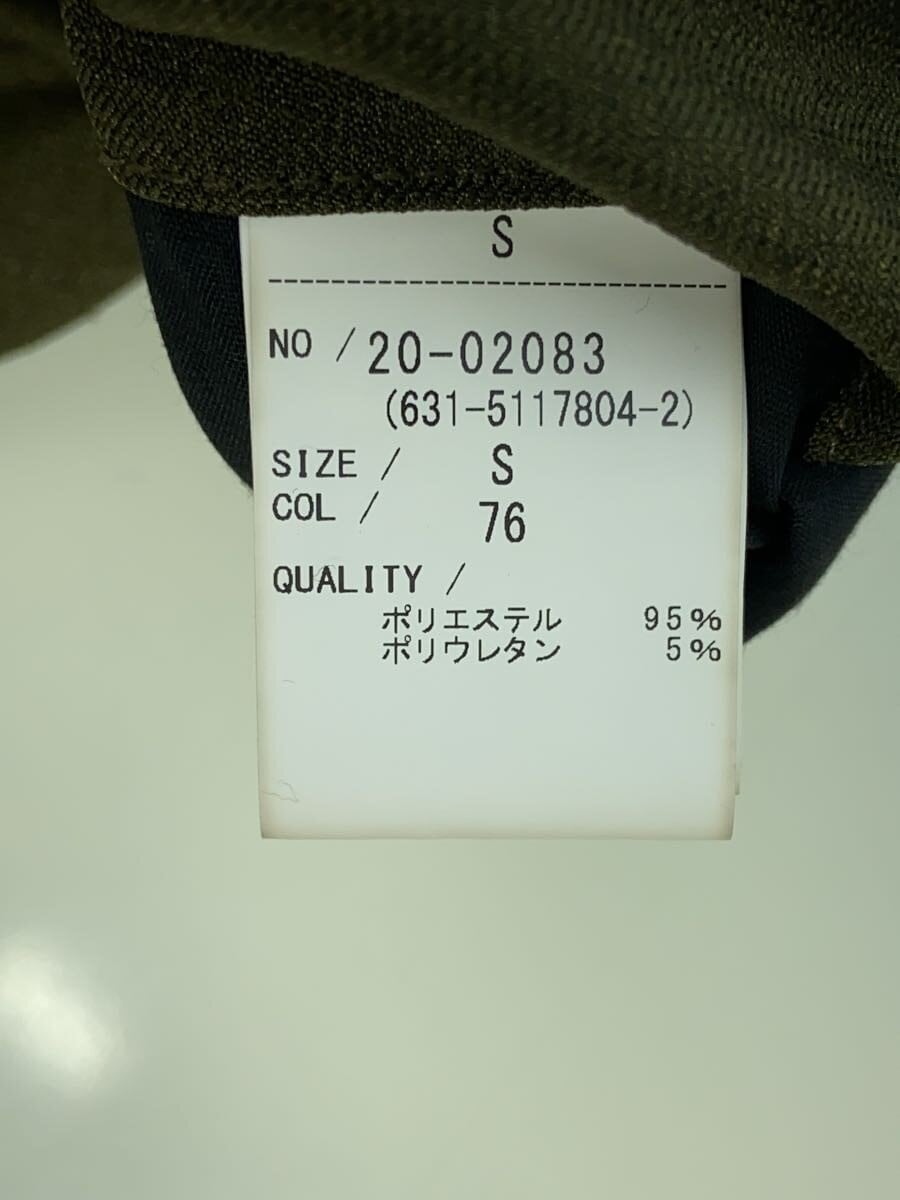 S
NO / 20-02083
(631-5117804-2)
SIZE / S
COL / 76
QUALITY /
ポリエステル 95%
ポリウレタン 5%